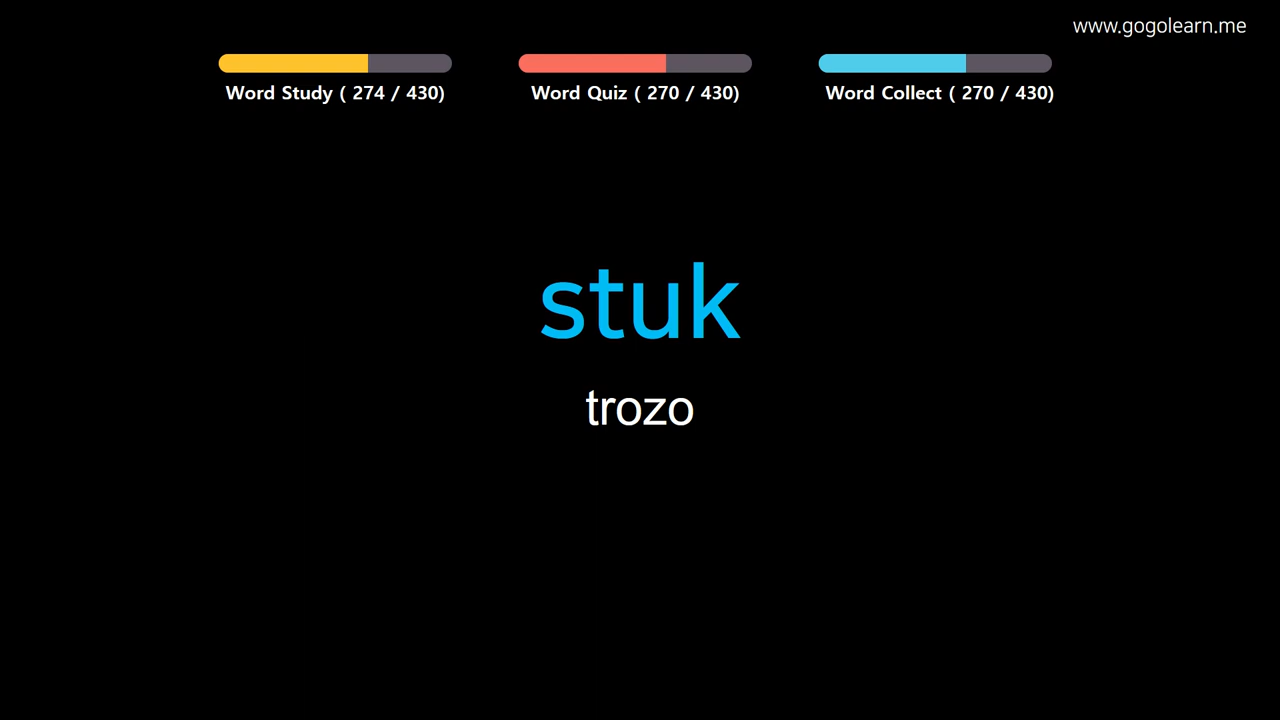 www.gogolearn.me
Word Study ( 274 / 430)
Word Quiz ( 270 / 430)
Word Collect ( 270 / 430)
stuk
trozo